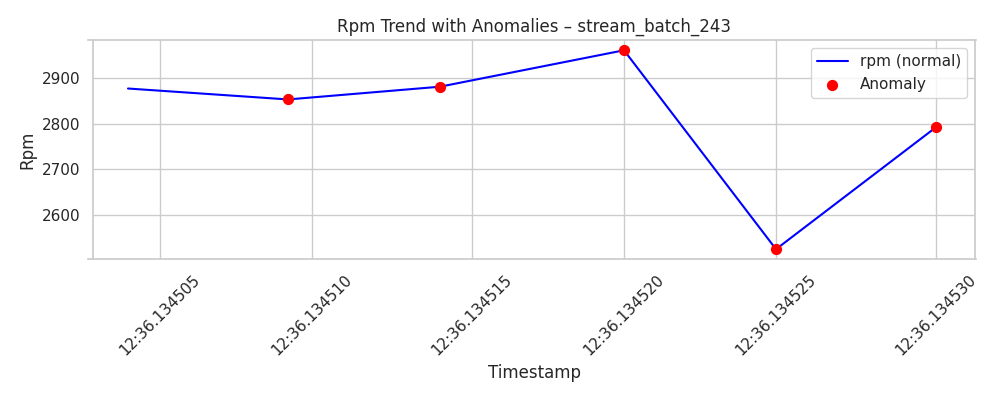 Rpm Trend with Anomalies – stream_batch_243
rpm (normal)
Anomaly
Rpm
2900
2800
2700
2600
12:36.134505
12:36.134510
12:36.134515
12:36.134520
12:36.134525
12:36.134530
Timestamp